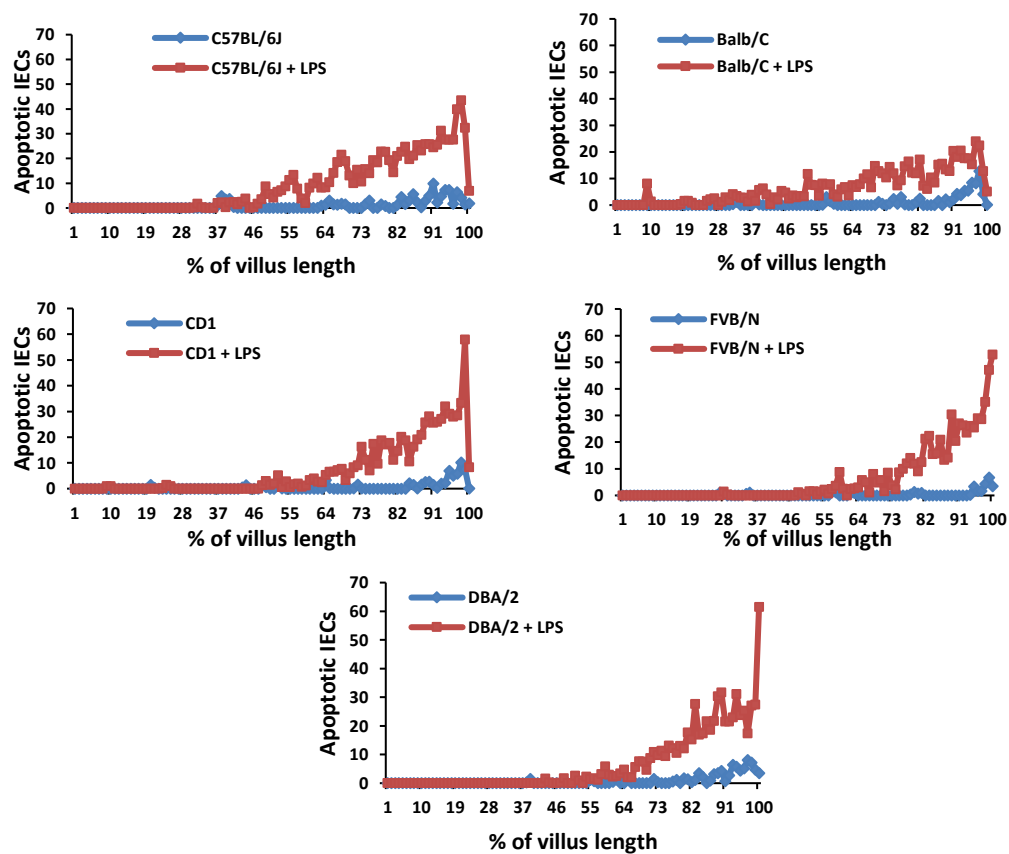 C57BL/6J
C57BL/6J + LPS
Apoptotic IECs
70
60
50
40
30
20
10
0
1 10 19 28 37 46 55 64 73 82 91 100
% of villus length
Balb/C
Balb/C + LPS
Apoptotic IECs
70
60
50
40
30
20
10
0
1 10 19 28 37 46 55 64 73 82 91 100
% of villus length
CD1
CD1 + LPS
Apoptotic IECs
70
60
50
40
30
20
10
0
1 10 19 28 37 46 55 64 73 82 91 100
% of villus length
FVB/N
FVB/N + LPS
Apoptotic IECs
70
60
50
40
30
20
10
0
1 10 19 28 37 46 55 64 73 82 91 100
% of villus length
DBA/2
DBA/2 + LPS
Apoptotic IECs
70
60
50
40
30
20
10
0
1 10 19 28 37 46 55 64 73 82 91 100
% of villus length